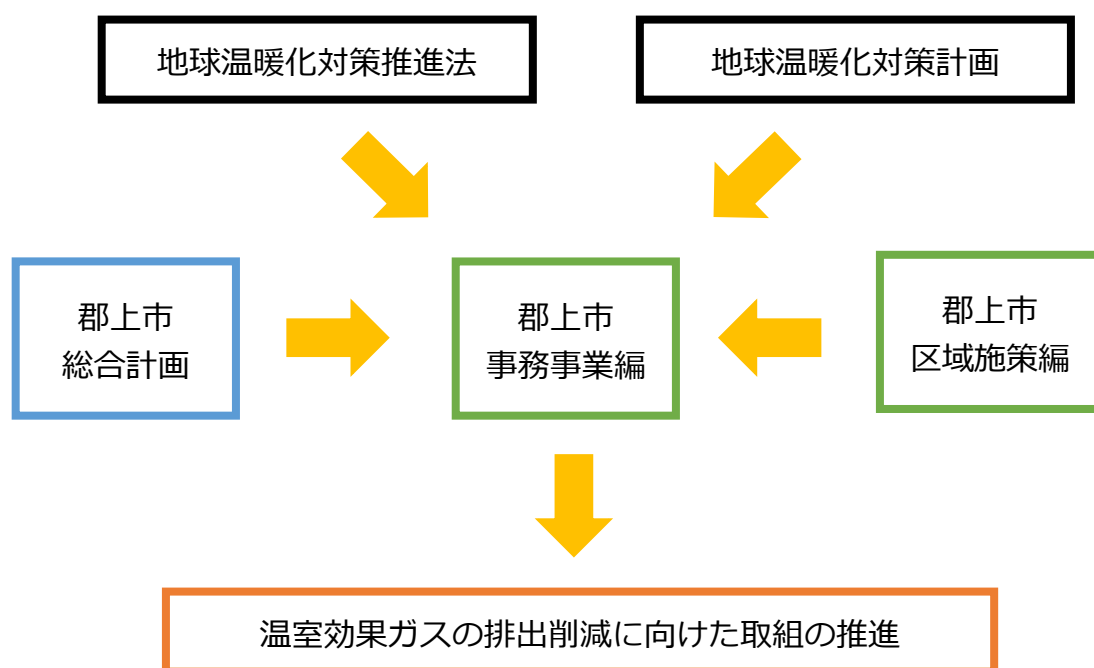 地球温暖化対策推進法
地球温暖化対策計画
郡上市
総合計画
郡上市
事務事業編
郡上市
区域施策編
温室効果ガスの排出削減に向けた取組の推進